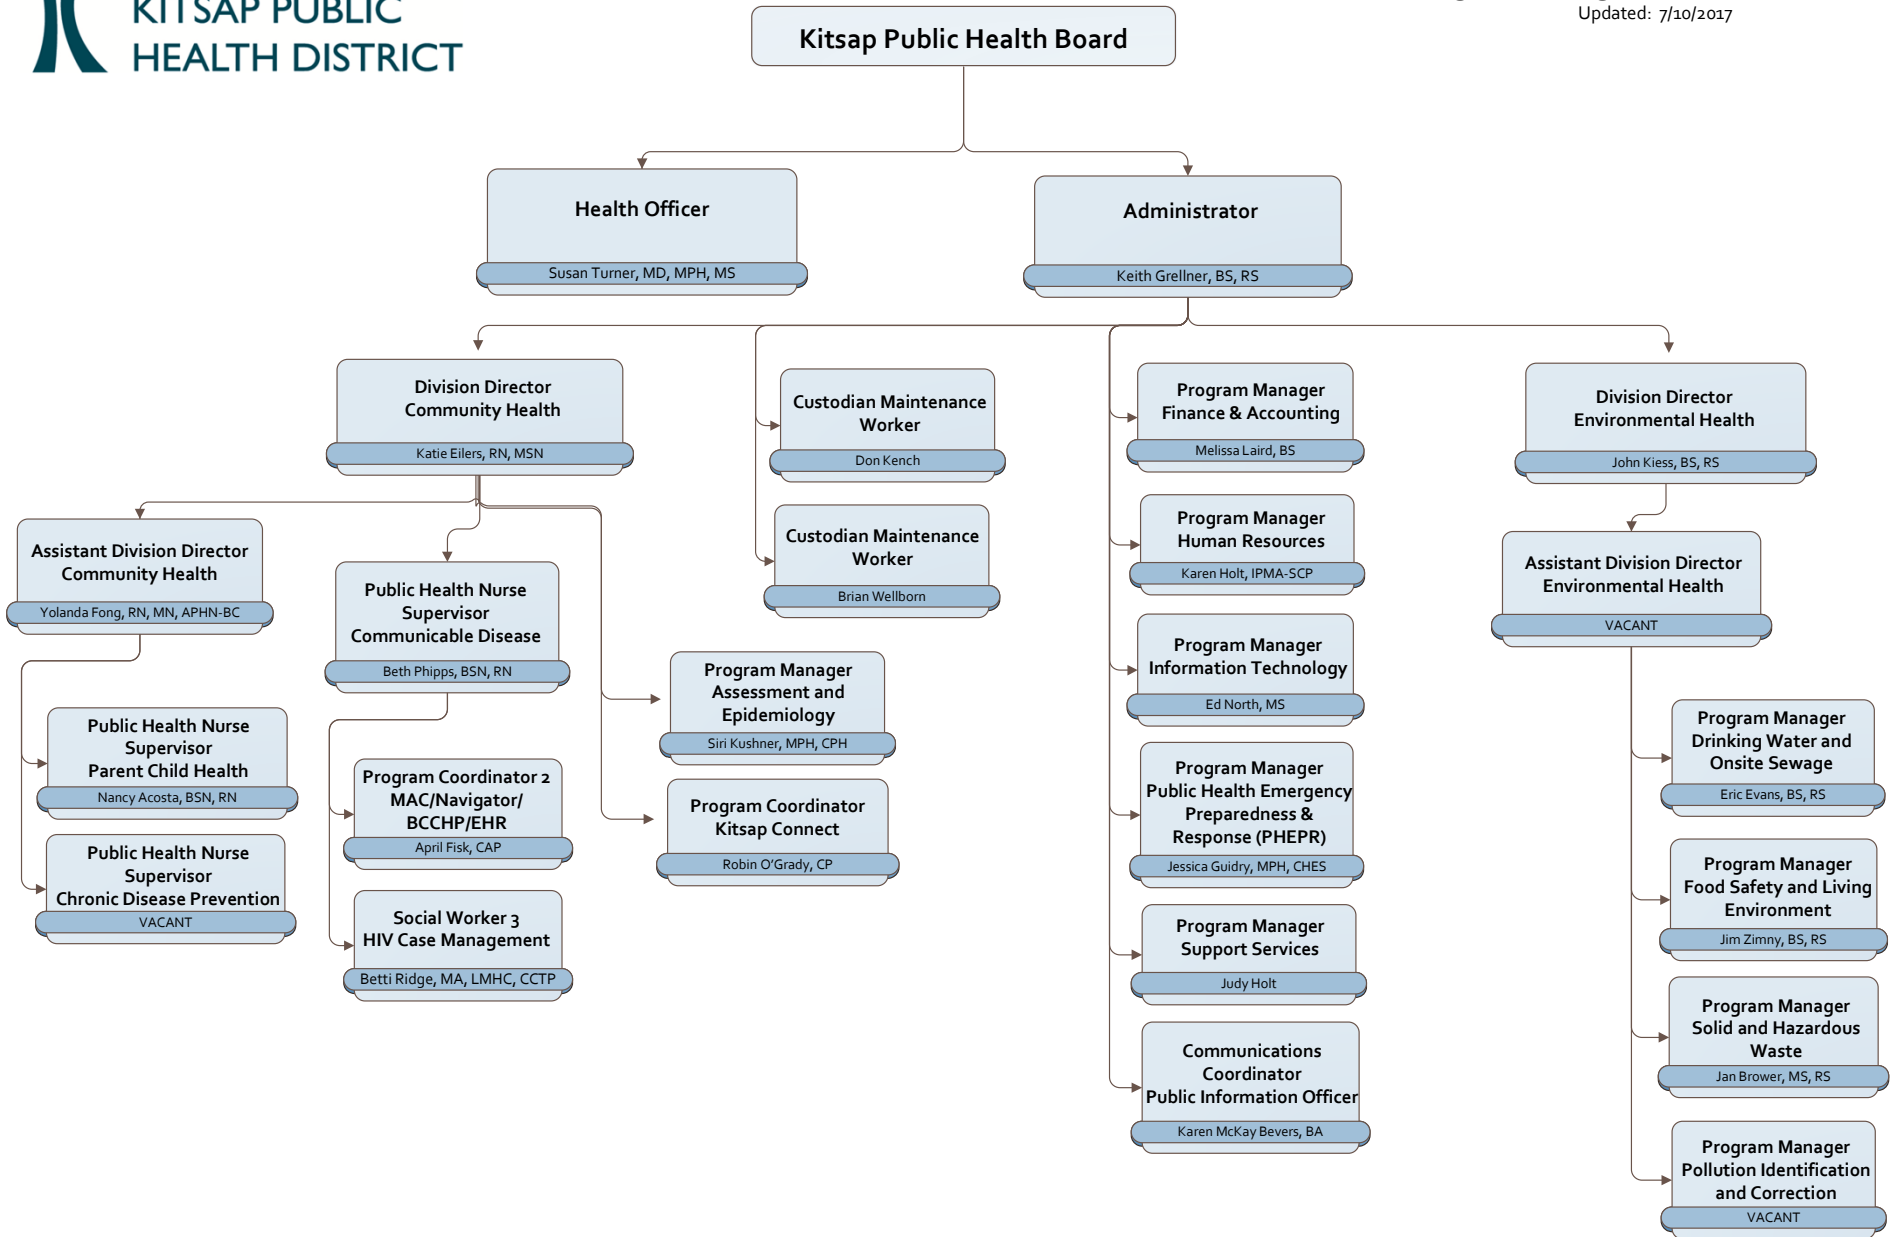 KITSAP PUBLIC
HEALTH DISTRICT
Updated: 7/10/2017
Kitsap Public Health Board
Health Officer
Susan Turner, MD, MPH, MS
Administrator
Keith Grellner, BS, RS
Division Director
Community Health
Katie Eilers, RN, MSN
Custodian Maintenance
Worker
Don Kench
Custodian Maintenance
Worker
Brian Wellborn
Program Manager
Finance & Accounting
Melissa Laird, BS
Program Manager
Human Resources
Karen Holt, IPMA-SCP
Program Manager
Information Technology
Ed North, MS
Program Manager
Public Health Emergency
Preparedness &
Response (PHEPR)
Jessica Guidry, MPH, CHES
Program Manager
Support Services
Judy Holt
Communications
Coordinator
Public Information Officer
Karen McKay Bevers, BA
Division Director
Environmental Health
John Kiess, BS, RS
Assistant Division Director
Environmental Health
VACANT
Program Manager
Drinking Water and
Onsite Sewage
Eric Evans, BS, RS
Program Manager
Food Safety and Living
Environment
Jim Zimny, BS, RS
Program Manager
Solid and Hazardous
Waste
Jan Brower, MS, RS
Program Manager
Pollution Identification
and Correction
VACANT
Assistant Division Director
Community Health
Yolanda Fong, RN, MN, APHN-BC
Public Health Nurse
Supervisor
Parent Child Health
Nancy Acosta, BSN, RN
Public Health Nurse
Supervisor
Chronic Disease Prevention
VACANT
Public Health Nurse
Supervisor
Communicable Disease
Beth Phipps, BSN, RN
Program Coordinator 2
MAC/Navigator/
BCCHP/EHR
April Fisk, CAP
Social Worker 3
HIV Case Management
Betti Ridge, MA, LMHC, CCTP
Program Manager
Assessment and
Epidemiology
Siri Kushner, MPH, CPH
Program Coordinator
Kitsap Connect
Robin O'Grady, CP